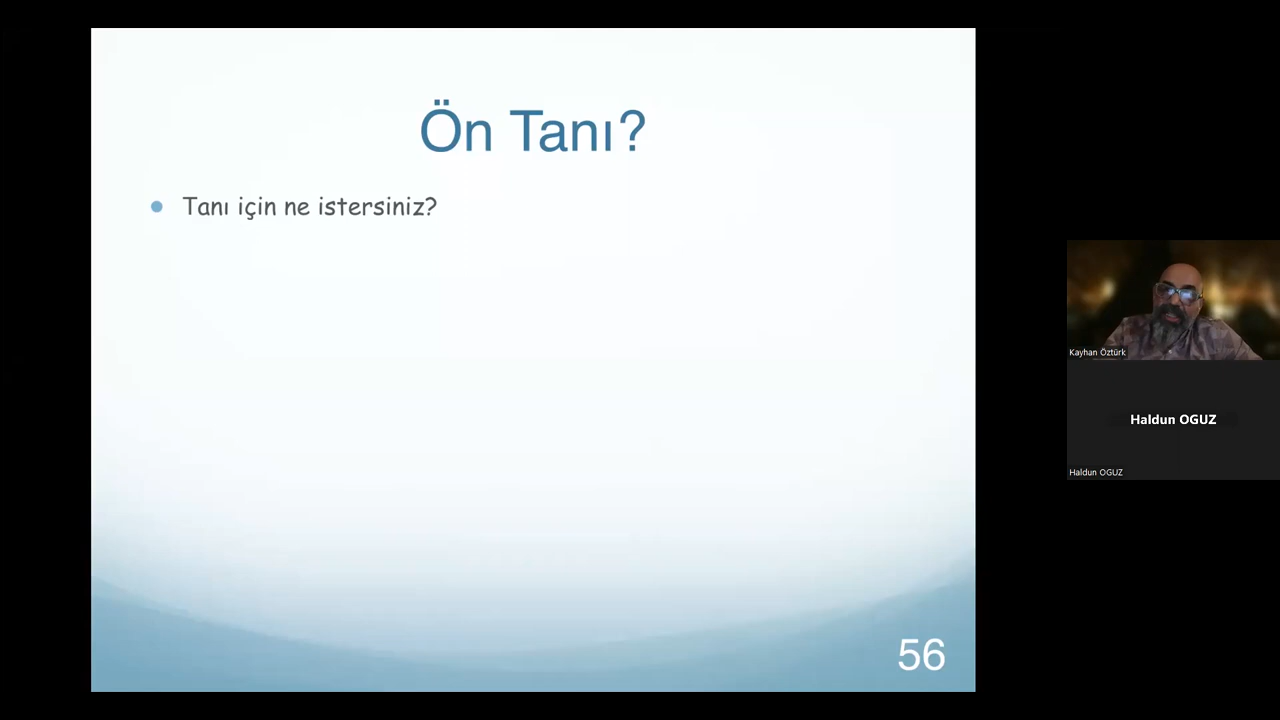 Ön Tanı?
Tanı için ne istersiniz?
56
Kayhan Öztürk
Haldun OGUZ
Haldun OGUZ